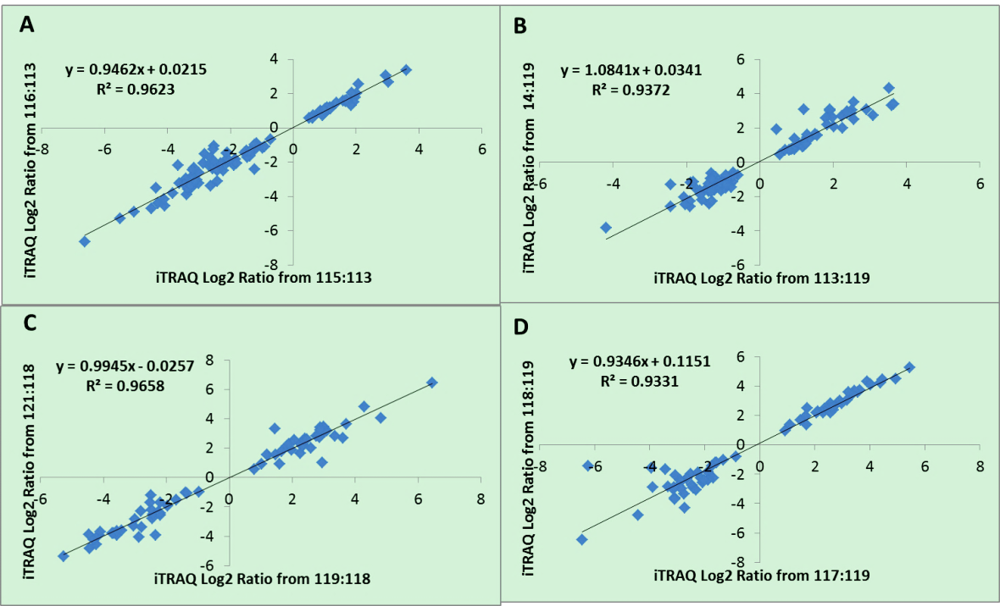 A
y = 0.9462x + 0.0215
R² = 0.9623
iTRAQ Log2 Ratio from 116:113
4
2
0
-2
-4
-6
-8
-8 -6 -4 -2 0 2 4 6
iTRAQ Log2 Ratio from 115:113
B
y = 1.0841x + 0.0341
R² = 0.9372
iTRAQ Log2 Ratio from 14:119
6
4
2
0
-2
-4
-6
-6 -4 -2 0 2 4 6
iTRAQ Log2 Ratio from 113:119
C
y = 0.9945x - 0.0257
R² = 0.9658
iTRAQ Log2 Ratio from 121:118
8
6
4
2
0
-2
-4
-6
-6 -4 -2 0 2 4 6 8
iTRAQ Log2 Ratio from 119:118
D
y = 0.9346x + 0.1151
R² = 0.9331
iTRAQ Log2 Ratio from 118:119
6
4
2
0
-2
-4
-6
-8
-8 -6 -4 -2 0 2 4 6 8
iTRAQ Log2 Ratio from 117:119